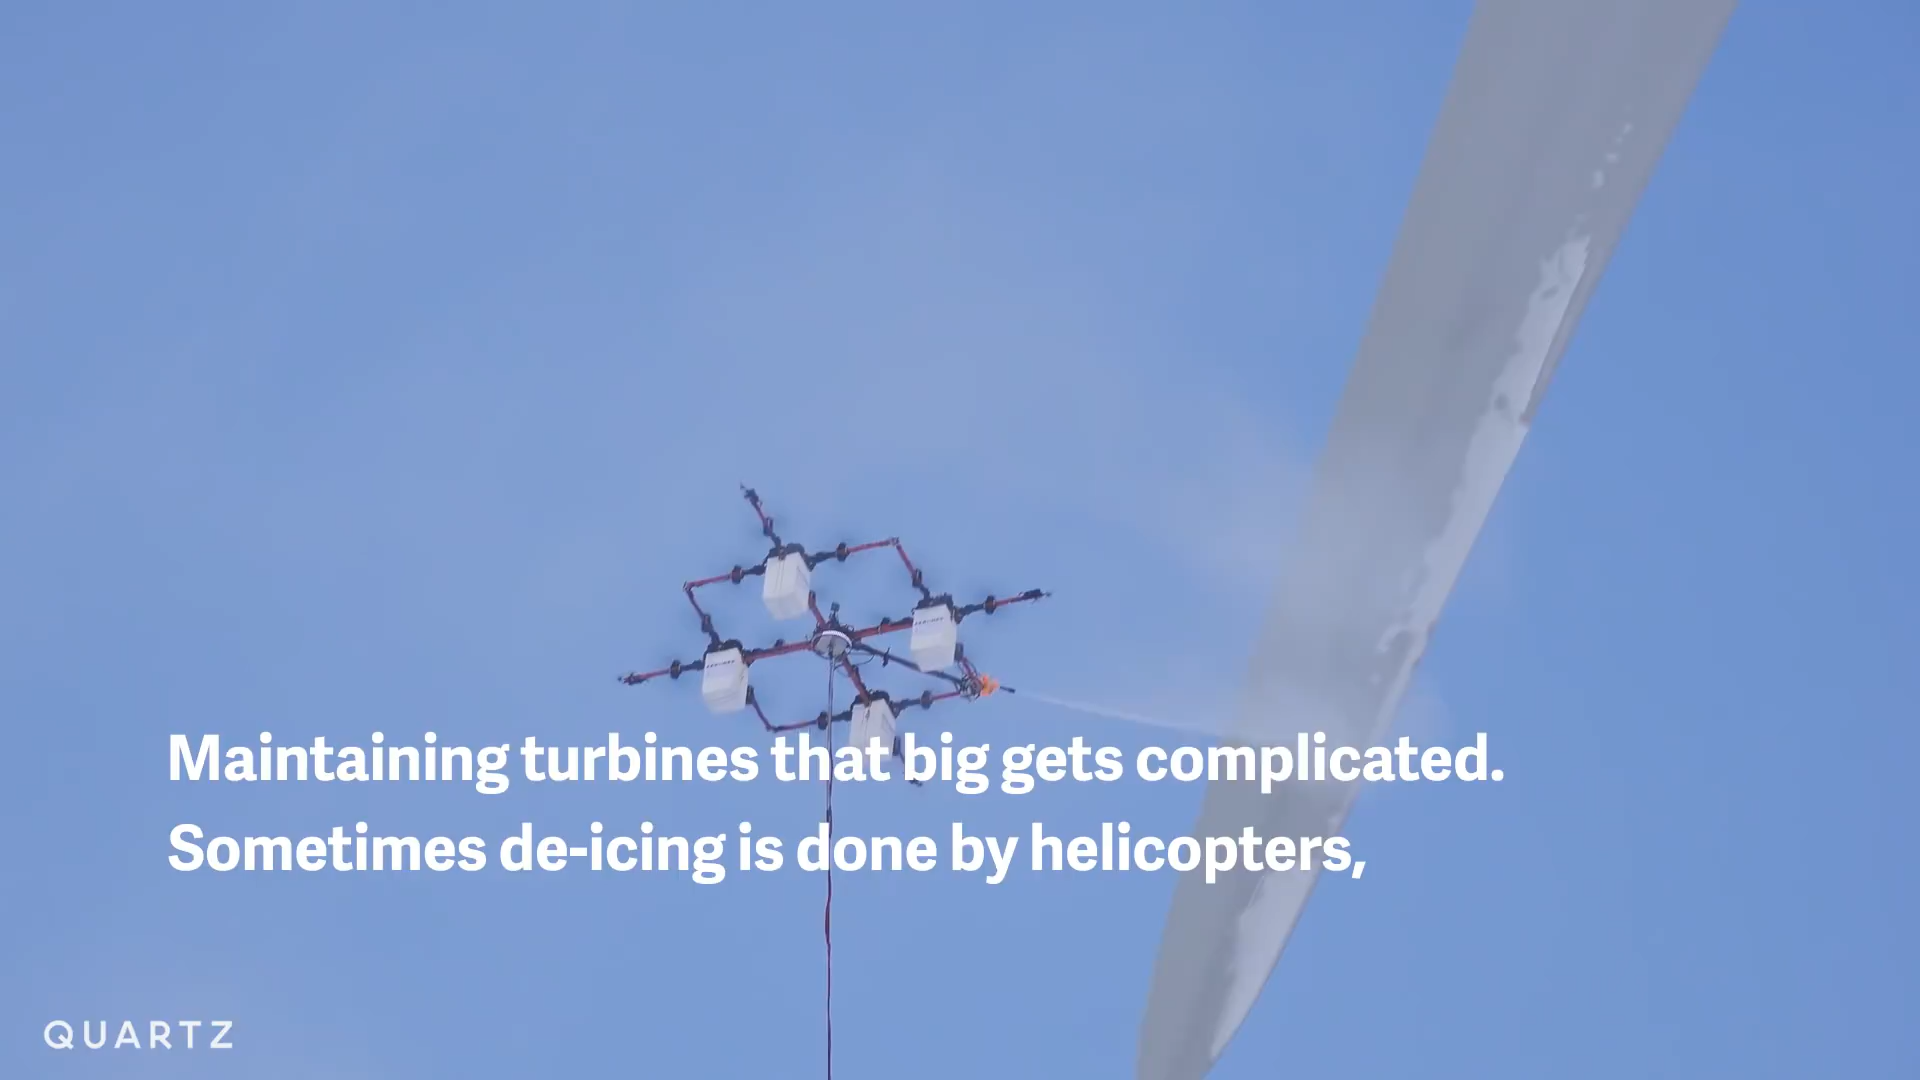 Maintaining turbines that big gets complicated.
Sometimes de-icing is done by helicopters,
QUARTZ